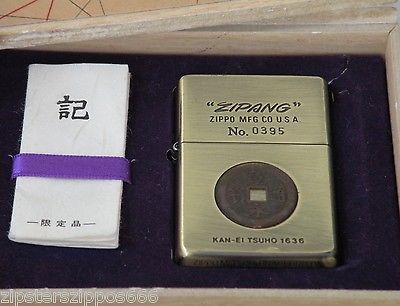 記
—限定品—
"ZIPANG"
ZIPPO MFG CO U.S.A
No. 0395
KAN-EI TSUHO 1636
zipsterszippos666